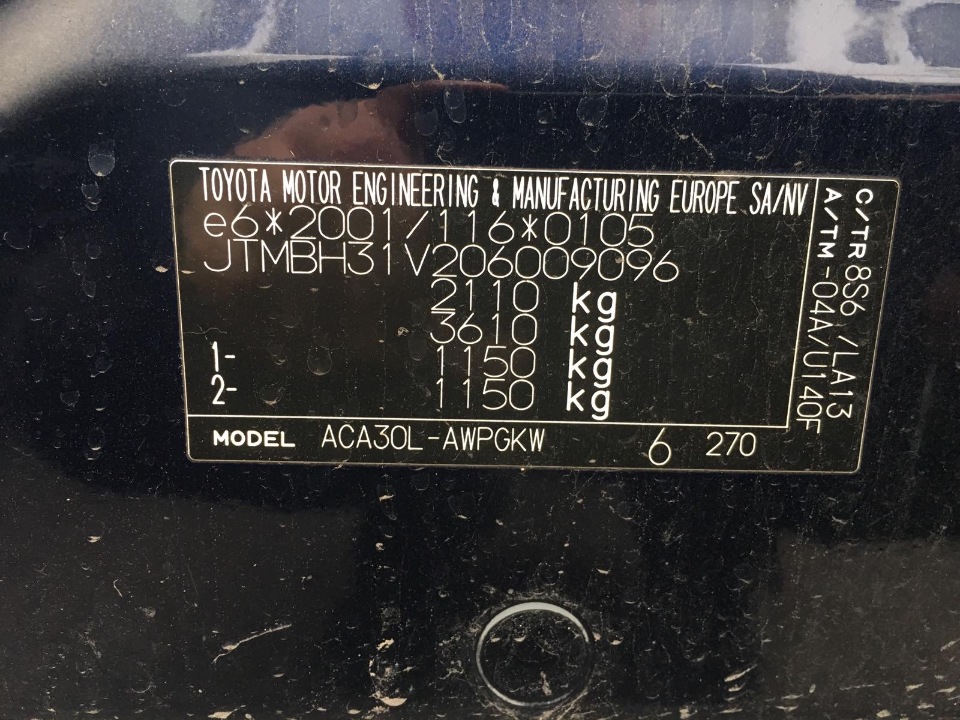 TOYOTA MOTOR ENGINEERING & MANUFACTURING EUROPE SA/NV
e6*2001/116*0105
JTMBH31V206009096
2110 kg
3610 kg
1- 1150 kg
2- 1150 kg
MODEL ACA30L-AWPGKW 6 270
C/TR 8S6 /LA13
A/TM -04A/U140F